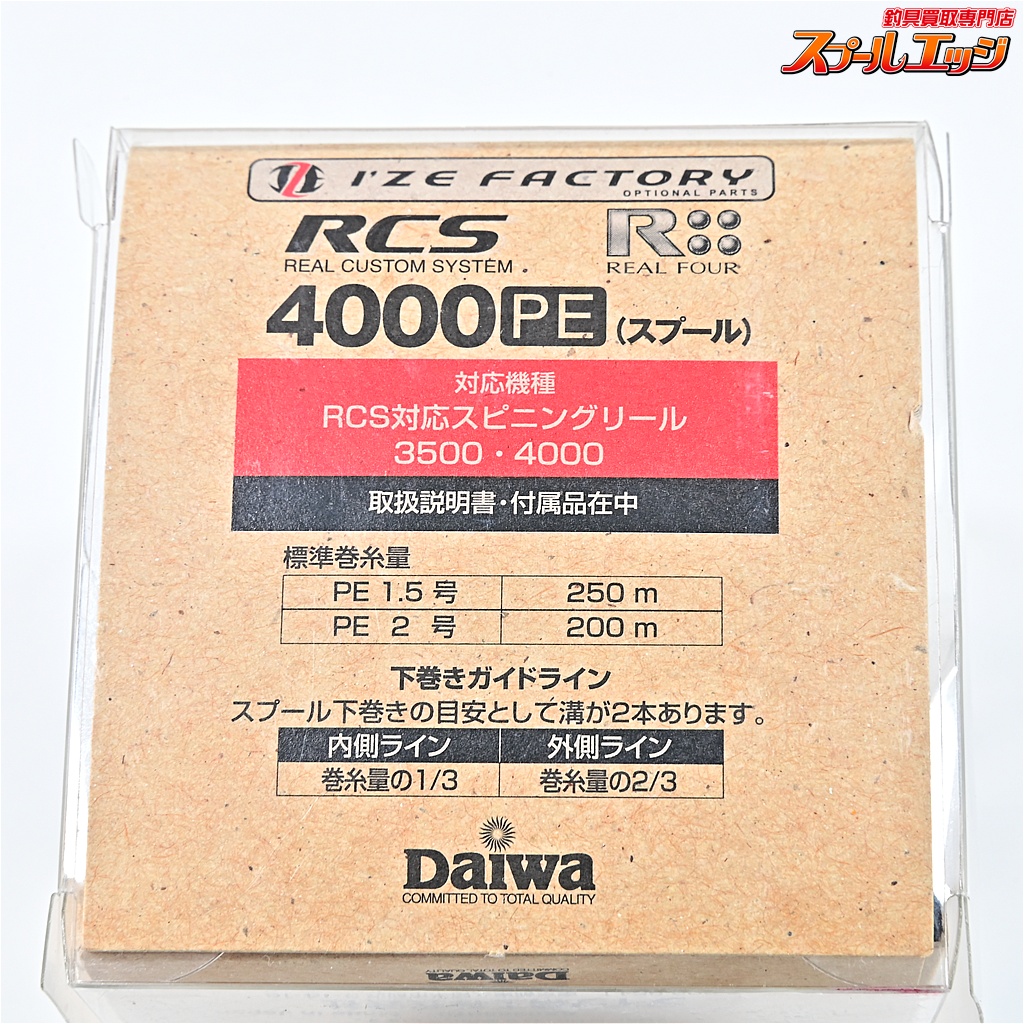 釣具買取専門店
スプールエッジ
I'ZE FACTORY
OPTIONAL PARTS
RCS
REAL CUSTOM SYSTEM
R
REAL FOUR
4000PE(スプール)
対応機種
RCS対応スピニングリール
3500・4000
取扱説明書・付属品在中
標準巻糸量
PE 1.5 号 250 m
PE 2 号 200 m
下巻きガイドライン
スプール下巻きの目安として溝が2本あります。
内側ライン 外側ライン
巻糸量の1/3 巻糸量の2/3
Daiwa
COMMITTED TO TOTAL QUALITY
Daiwa
COMMITTED TO TOTAL QUALITY